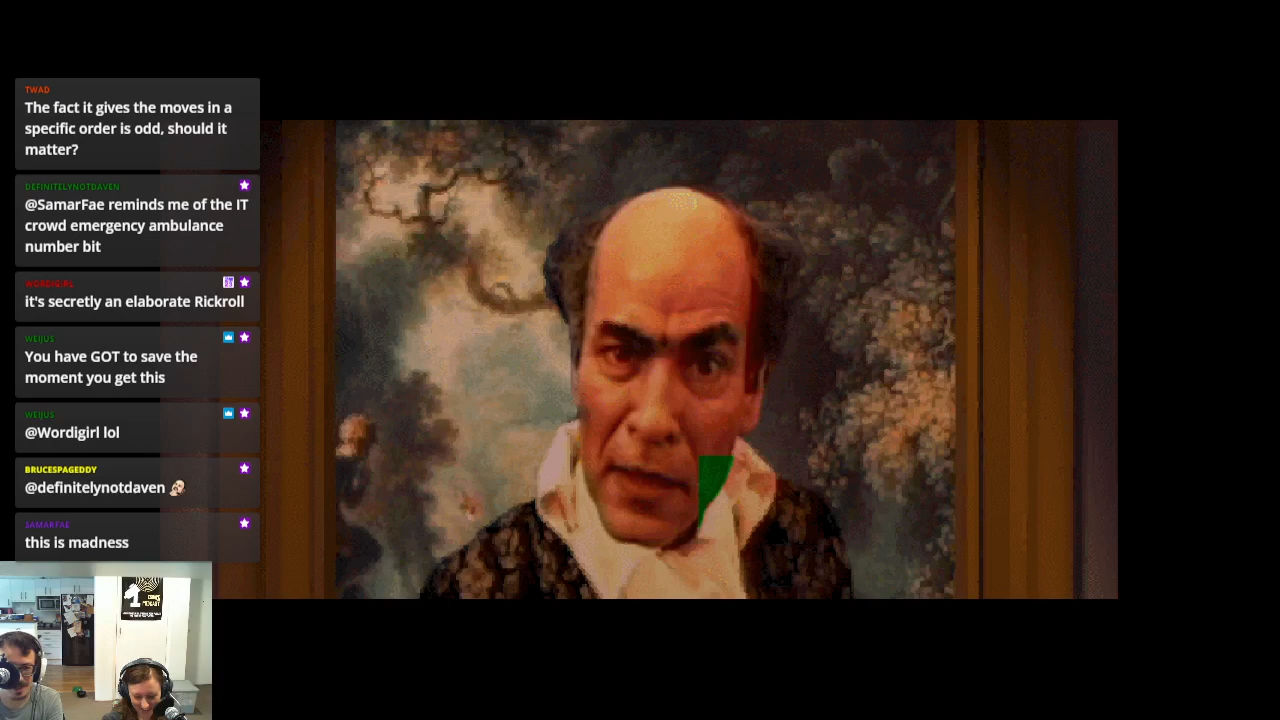 TWAD
The fact it gives the moves in a
specific order is odd, should it
matter?
DEFINITELYNOTDAVEN
@SamarFae reminds me of the IT
crowd emergency ambulance
number bit
WORDIGIRL
it's secretly an elaborate Rickroll
WEIJUS
You have GOT to save the
moment you get this
WEIJUS
@Wordigirl lol
BRUCESPAGEDDY
@definitelynotdaven
SAMARFAE
this is madness